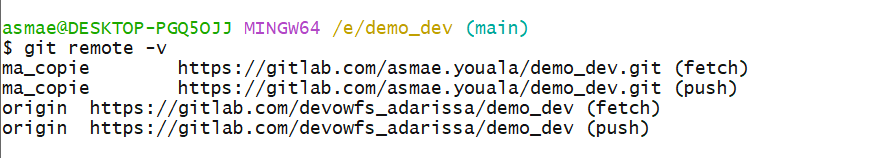 asmae@DESKTOP-PGQ5OJJ MINGW64 /e/demo_dev (main)
$ git remote -v
ma_copie        https://gitlab.com/asmae.youala/demo_dev.git (fetch)
ma_copie        https://gitlab.com/asmae.youala/demo_dev.git (push)
origin  https://gitlab.com/devowfs_adarissa/demo_dev (fetch)
origin  https://gitlab.com/devowfs_adarissa/demo_dev (push)